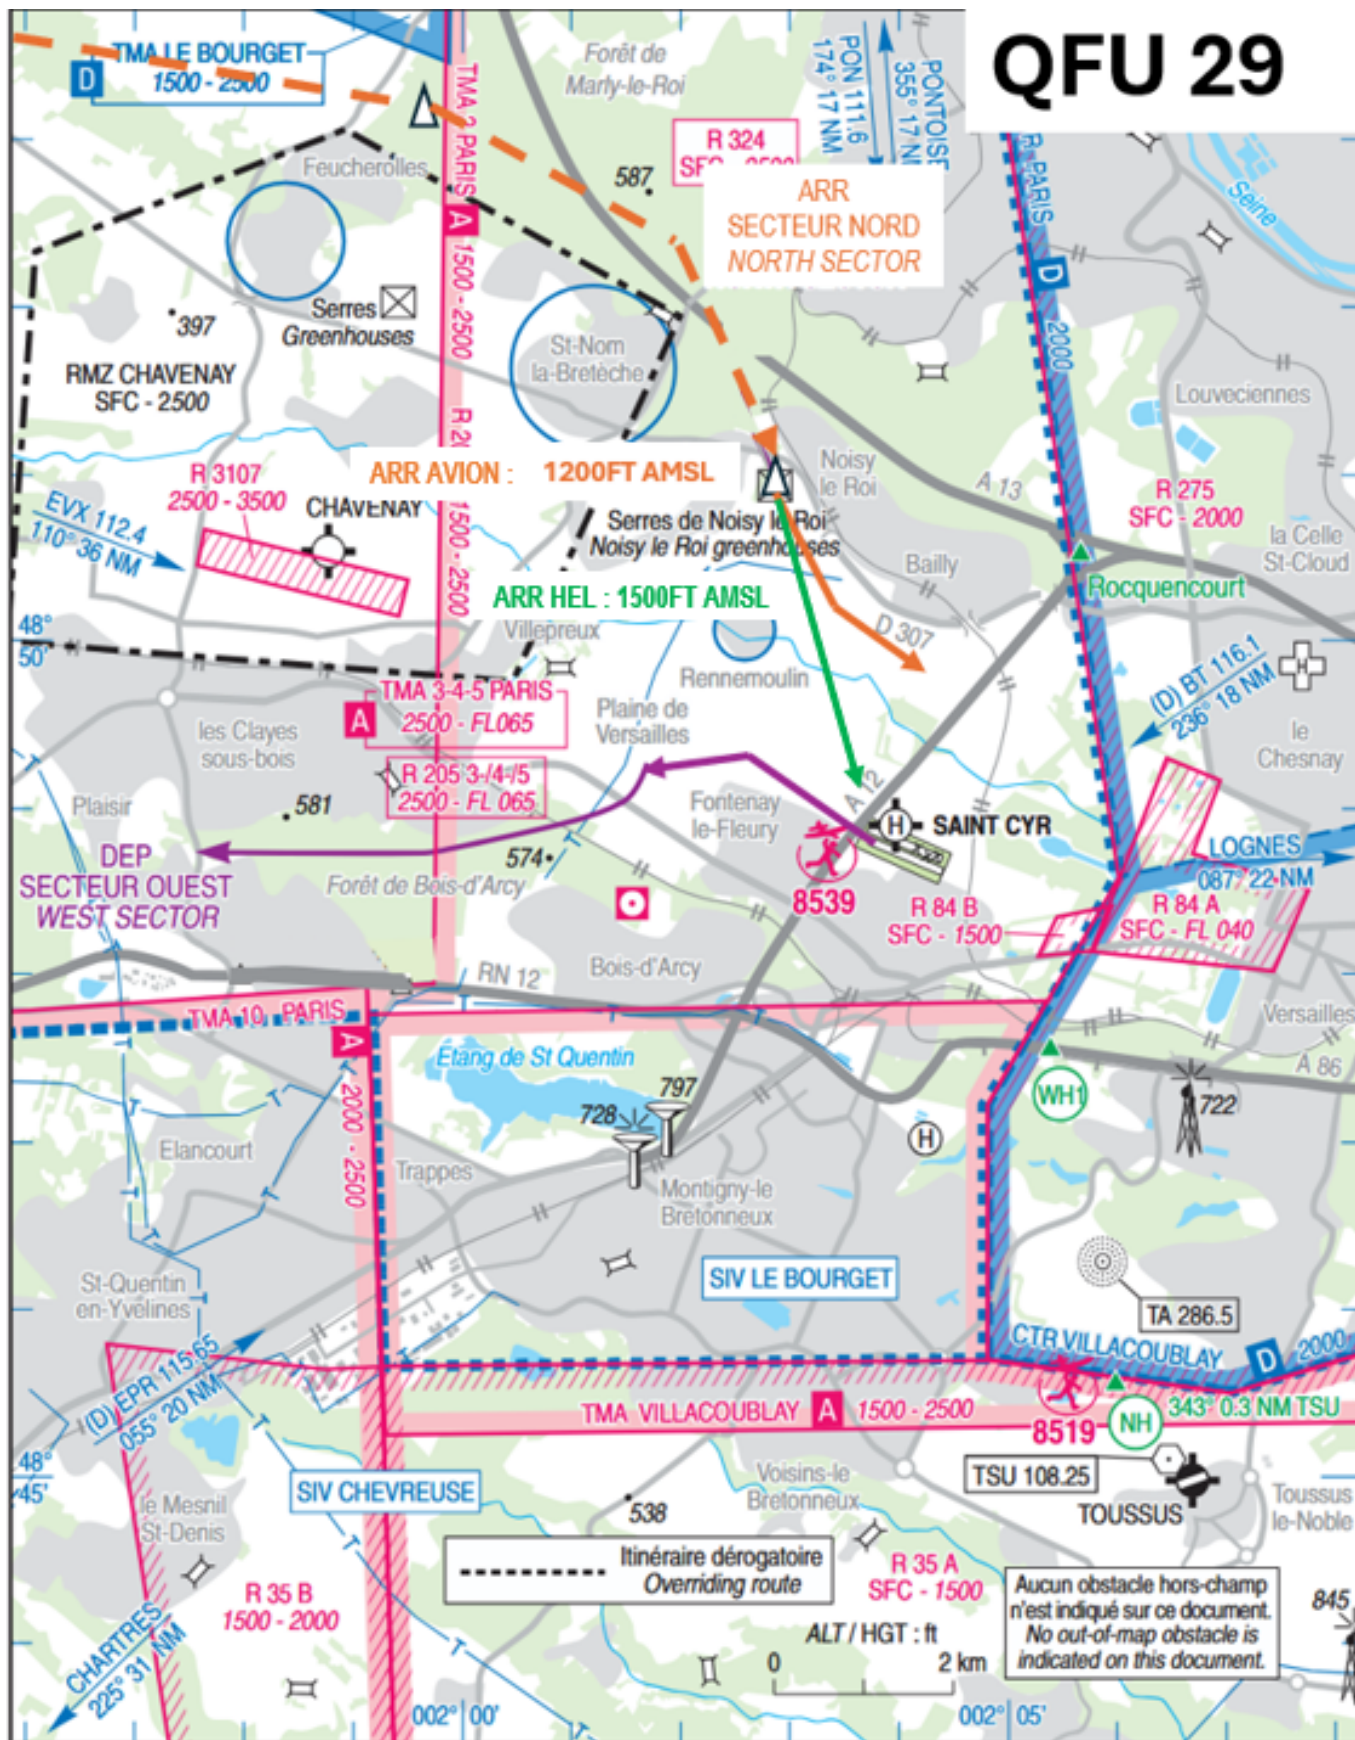 QFU 29
TMA LE BOURGET
1500 - 2500
D
Forêt de
Marly-le-Roi
PON 111.6
174° 17 NM
PONTOISE
355° 17 N
TMA 2 PARIS
A
1500 - 2500
R 324
587
Feucherolles
ARR
SECTEUR NORD
NORTH SECTOR
R PARIS
D
2000
Seine
Serres
Greenhouses
397
RMZ CHAVENAY
SFC - 2500
St-Nom
la-Bretèche
Louveciennes
R 20
1500 - 2500
ARR AVION : 1200FT AMSL
Noisy
le Roi
A 13
R 275
SFC - 2000
R 3107
2500 - 3500
CHAVENAY
EVX 112.4
110° 36 NM
Serres de Noisy le Roi
Noisy le Roi greenhouses
la Celle
St-Cloud
Bailly
Rocquencourt
ARR HEL : 1500FT AMSL
Villepreux
D 307
48°
50'
Rennemoulin
(D) BT 116.1
236° 18 NM
H
TMA 3-4-5 PARIS
A
2500 - FL065
Plaine de
Versailles
les Clayes
sous-bois
le
Chesnay
R 205 3-/4-/5
2500 - FL 065
Plaisir
581
Fontenay
le-Fleury
A 12
H
SAINT CYR
DEP
SECTEUR OUEST
WEST SECTOR
574
Forêt de Bois-d'Arcy
8539
LOGNES
087° 22 NM
R 84 B
SFC - 1500
R 84 A
SFC - FL 040
RN 12
Bois-d'Arcy
TMA 10 PARIS
A
2000 - 2500
Versailles
A 86
Etang de St Quentin
797
728
WH1
722
H
Elancourt
Trappes
Montigny-le
Bretonneux
SIV LE BOURGET
St-Quentin
en-Yvelines
TA 286.5
CTR VILLACOUBLAY
D
2000
(D) EPR 115.65
055° 20 NM
TMA VILLACOUBLAY
A
1500 - 2500
8519
NH
343° 0.3 NM TSU
48°
45'
SIV CHEVREUSE
Voisins-le
Bretonneux
TSU 108.25
TOUSSUS
Toussus
le-Noble
le Mesnil
St-Denis
538
Itinéraire dérogatoire
Overriding route
R 35 A
SFC - 1500
R 35 B
1500 - 2000
Aucun obstacle hors-champ
n'est indiqué sur ce document.
No out-of-map obstacle is
indicated on this document.
845
ALT / HGT : ft
0
2 km
CHARTRES
225° 31 NM
002° 00'
002° 05'